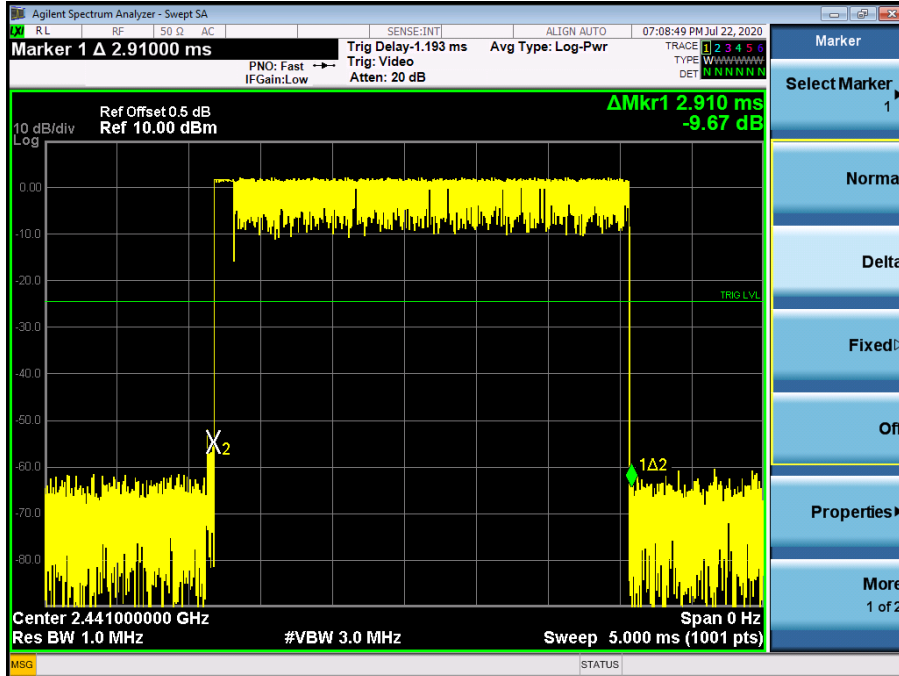 Agilent Spectrum Analyzer - Swept SA
LXI RL RF 50 Ω AC SENSE:INT ALIGN AUTO 07:08:49 PM Jul 22, 2020
Marker 1 Δ 2.91000 ms
PNO: Fast
IFGain:Low
Trig Delay-1.193 ms
Trig: Video
Atten: 20 dB
Avg Type: Log-Pwr
TRACE 1 2 3 4 5 6
TYPE WWWWWW
DET N N N N N N
Ref Offset 0.5 dB
10 dB/div Ref 10.00 dBm
Log
ΔMkr1 2.910 ms
-9.67 dB
0.00
-10.0
-20.0
TRIG LVL
-30.0
-40.0
-50.0
2
-60.0
1Δ2
-70.0
-80.0
Center 2.441000000 GHz Span 0 Hz
Res BW 1.0 MHz #VBW 3.0 MHz Sweep 5.000 ms (1001 pts)
MSG STATUS
Marker
Select Marker
1
Norma
Delta
Fixed
Of
Properties
More
1 of 2